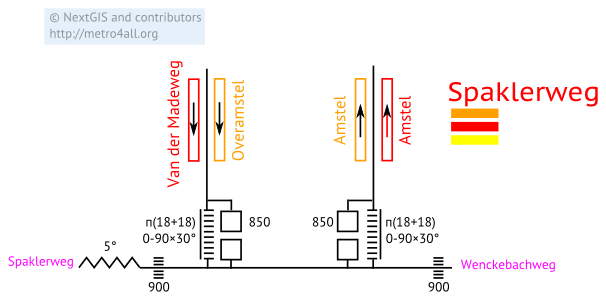 © NextGIS and contributors
http://metro4all.org
Van der Madeweg
Overamstel
Amstel
Amstel
Spaklerweg
п(18+18)
0-90×30°
850
850
п(18+18)
0-90×30°
5°
Spaklerweg
900
900
Wenckebachweg